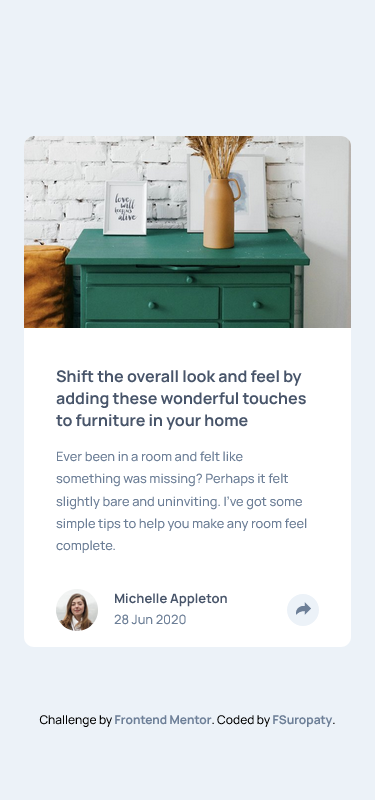 love
will
begins
alive
Shift the overall look and feel by
adding these wonderful touches
to furniture in your home
Ever been in a room and felt like
something was missing? Perhaps it felt
slightly bare and uninviting. I've got some
simple tips to help you make any room feel
complete.
Michelle Appleton
28 Jun 2020
Challenge by Frontend Mentor. Coded by FSuropaty.